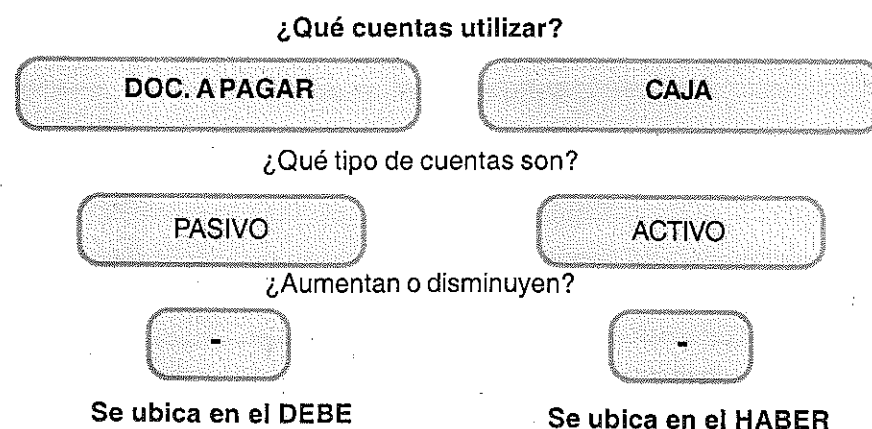 ¿Qué cuentas utilizar?
DOC. A PAGAR CAJA
¿Qué tipo de cuentas son?
PASIVO ACTIVO
¿Aumentan o disminuyen?
- -
Se ubica en el DEBE Se ubica en el HABER